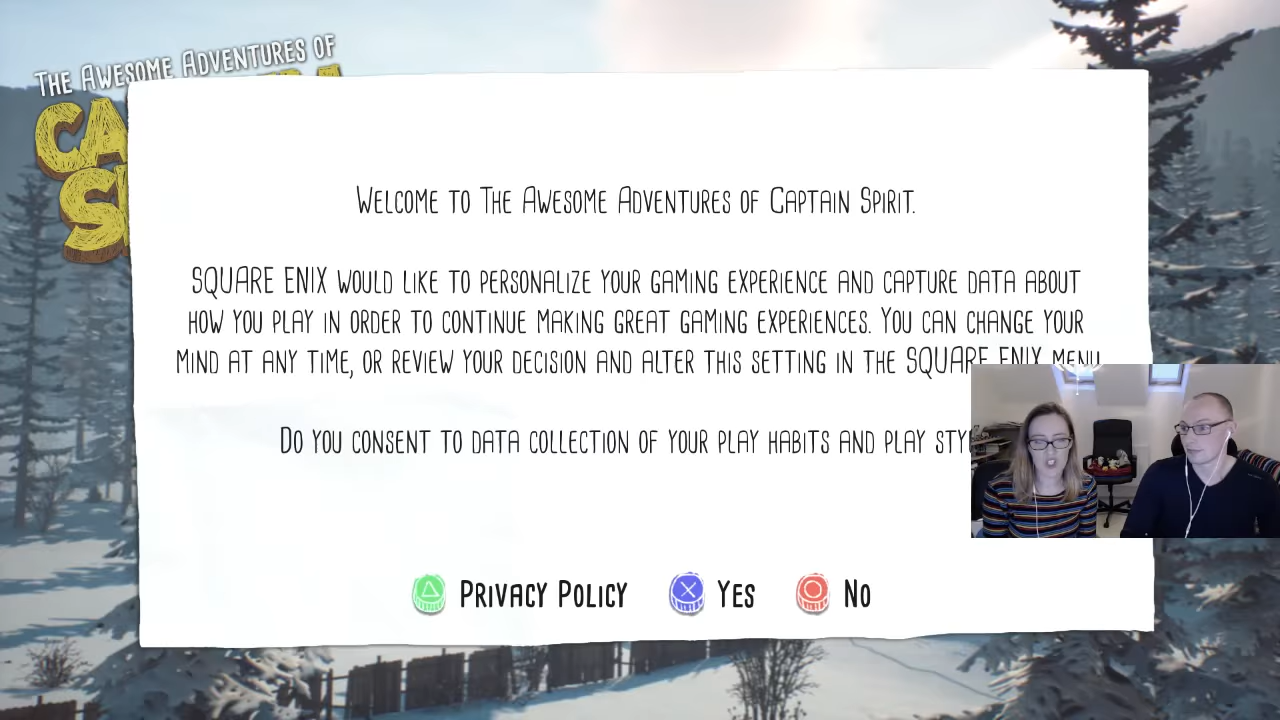 The Awesome Adventures of
Welcome to The Awesome Adventures of Captain Spirit.
SQUARE ENIX would like to personalize your gaming experience and capture data about
how you play in order to continue making great gaming experiences. You can change your
mind at any time, or review your decision and alter this setting in the SQUARE ENIX menu
Do you consent to data collection of your play habits and play
Privacy Policy Yes No